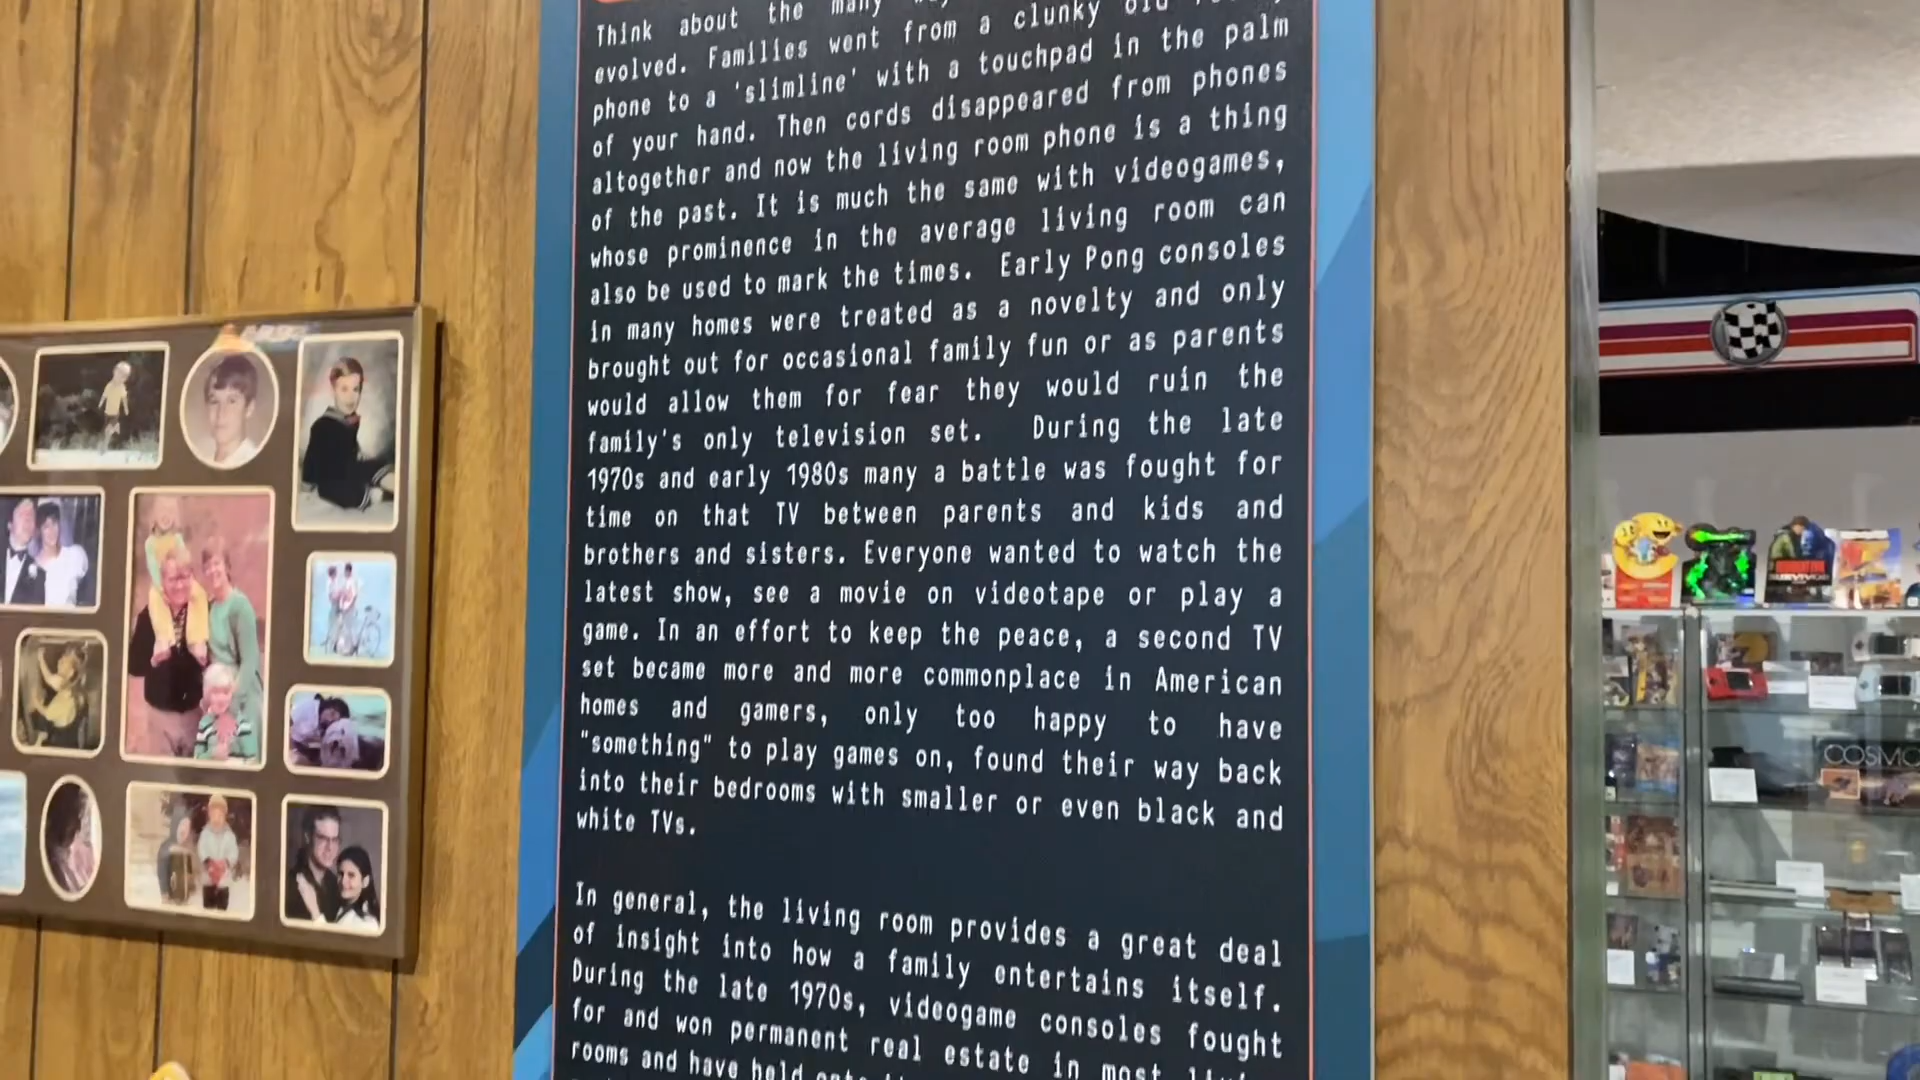 Think about the many
evolved. Families went from a clunky old
phone to a 'slimline' with a touchpad in the palm
of your hand. Then cords disappeared from phones
altogether and now the living room phone is a thing
of the past. It is much the same with videogames,
whose prominence in the average living room can
also be used to mark the times. Early Pong consoles
in many homes were treated as a novelty and only
brought out for occasional family fun or as parents
would allow them for fear they would ruin the
family's only television set. During the late
1970s and early 1980s many a battle was fought for
time on that TV between parents and kids and
brothers and sisters. Everyone wanted to watch the
latest show, see a movie on videotape or play a
game. In an effort to keep the peace, a second TV
set became more and more commonplace in American
homes and gamers, only too happy to have
"something" to play games on, found their way back
into their bedrooms with smaller or even black and
white TVs.
In general, the living room provides a great deal
of insight into how a family entertains itself.
During the late 1970s, videogame consoles fought
for and won permanent real estate in most
rooms and have held
COSMO